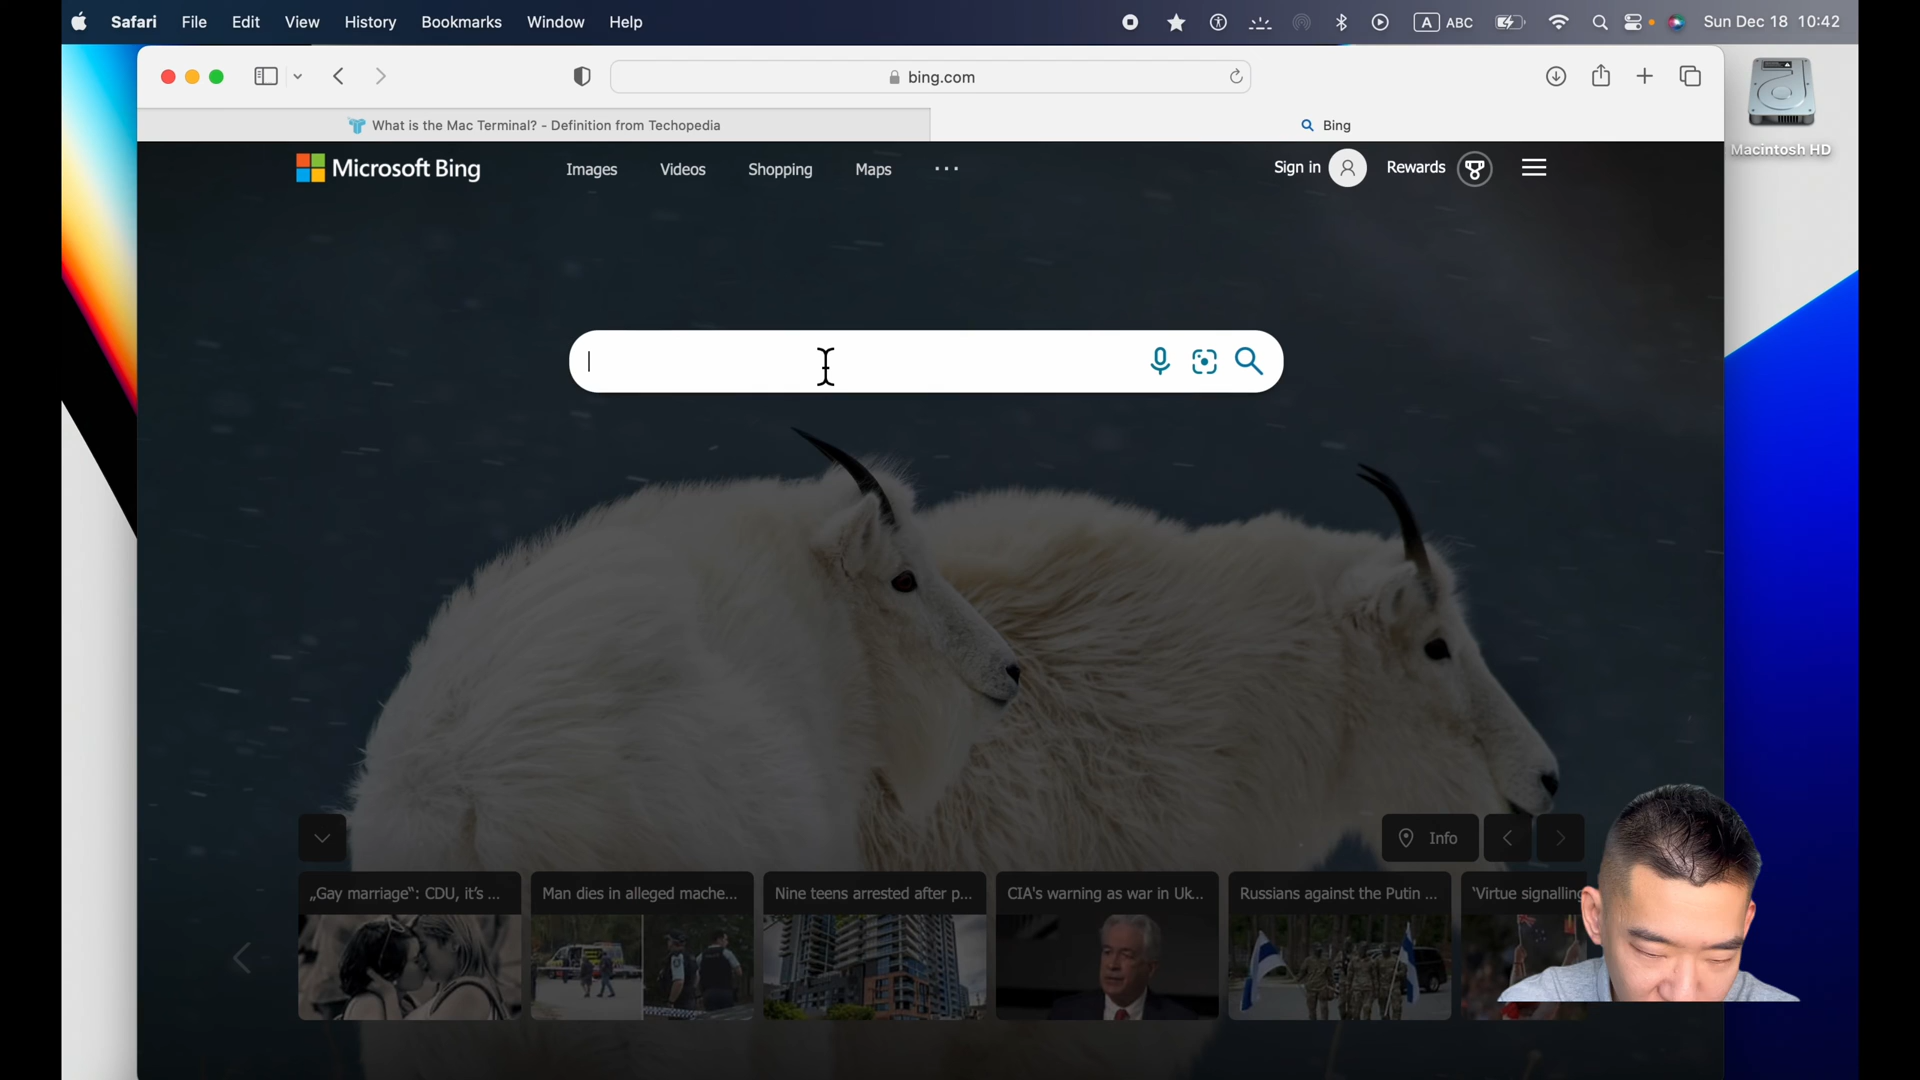 Safari File Edit View History Bookmarks Window Help A ABC Sun Dec 18 10:42
bing.com
What is the Mac Terminal? - Definition from Techopedia
Bing
Macintosh HD
Microsoft Bing Images Videos Shopping Maps ... Sign in Rewards
Info
„Gay marriage“: CDU, it's ...
Man dies in alleged mache...
Nine teens arrested after p...
CIA's warning as war in Uk...
Russians against the Putin ...
'Virtue signalling